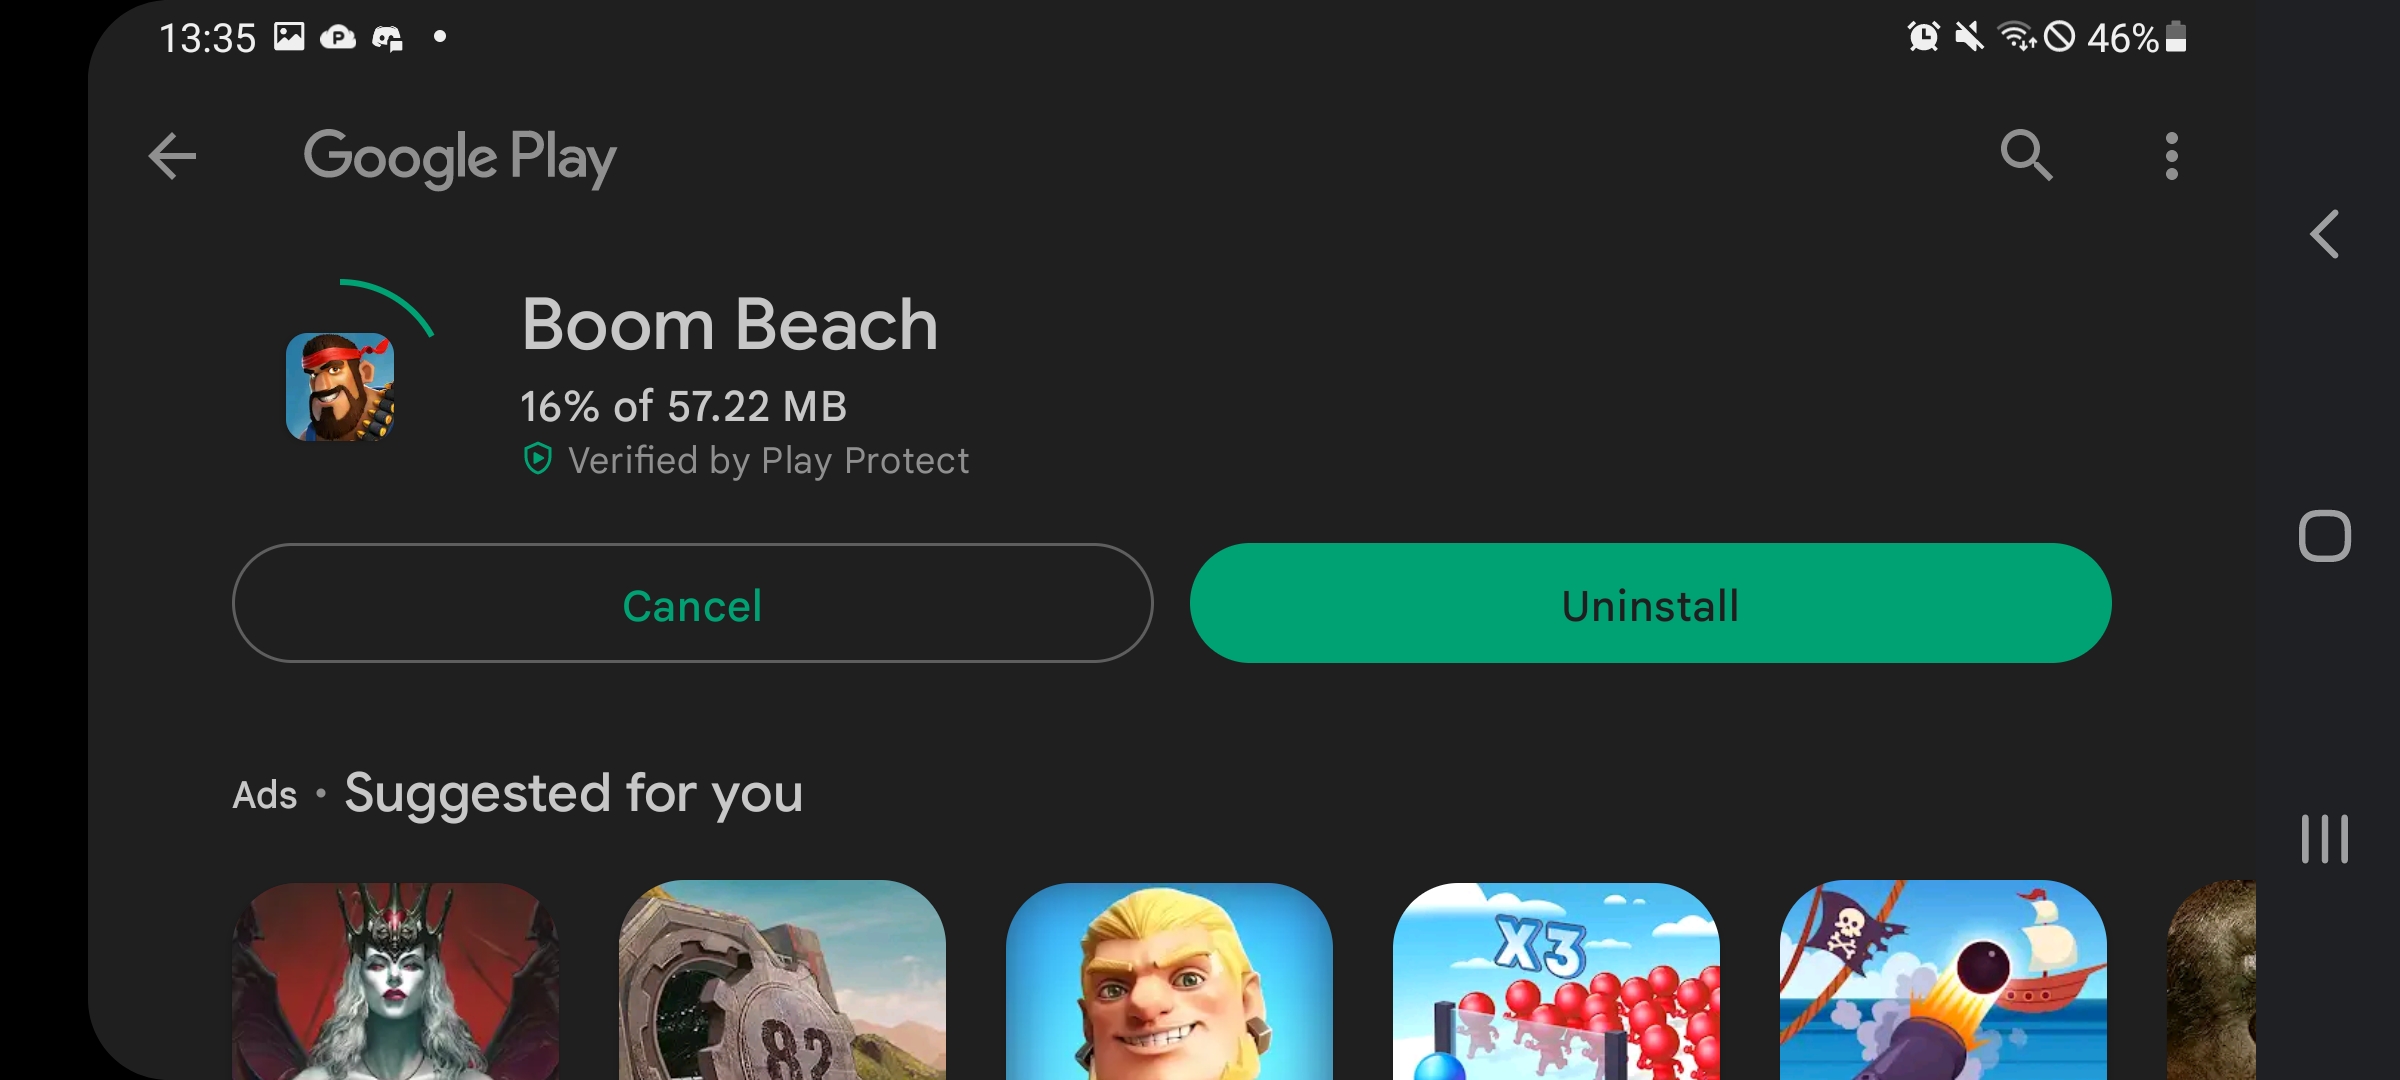 13:35
46%
Google Play
Boom Beach
16% of 57.22 MB
Verified by Play Protect
Cancel
Uninstall
Ads • Suggested for you
82
X3